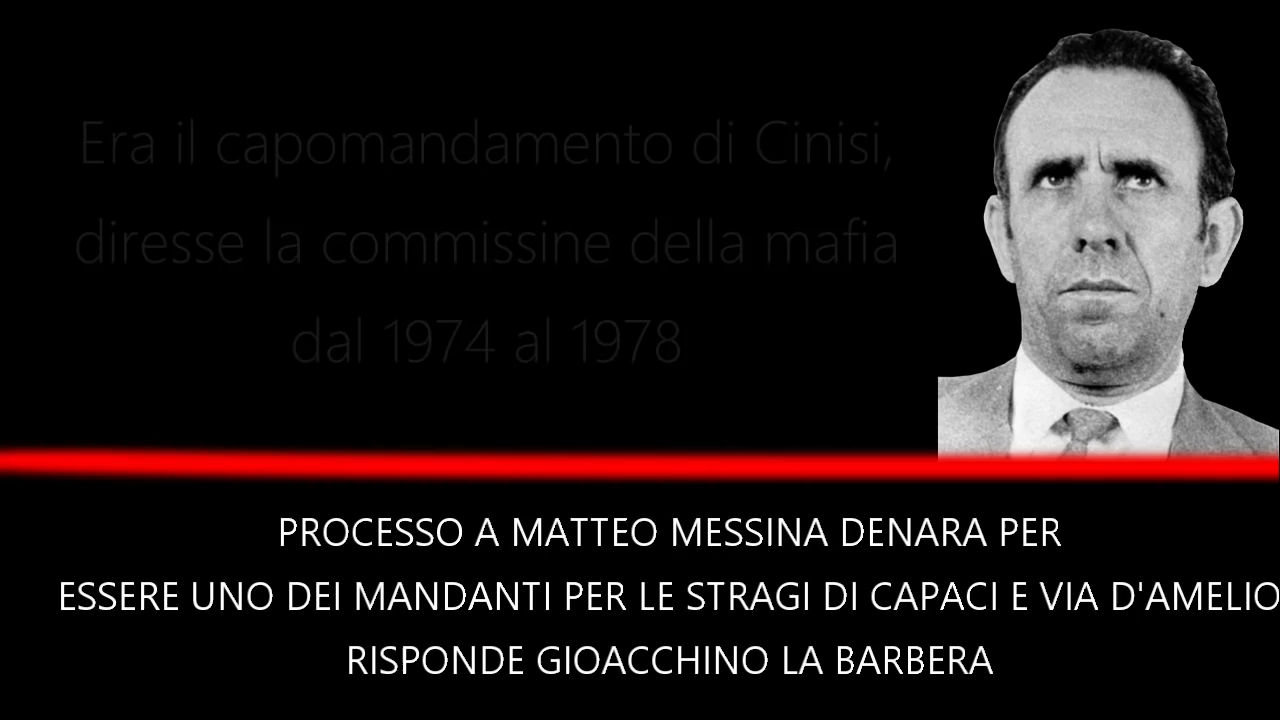 Era il capomandamento di Cinisi,
diresse la commissine della mafia
dal 1974 al 1978
PROCESSO A MATTEO MESSINA DENARA PER
ESSERE UNO DEI MANDANTI PER LE STRAGI DI CAPACI E VIA D'AMELIO
RISPONDE GIOACCHINO LA BARBERA